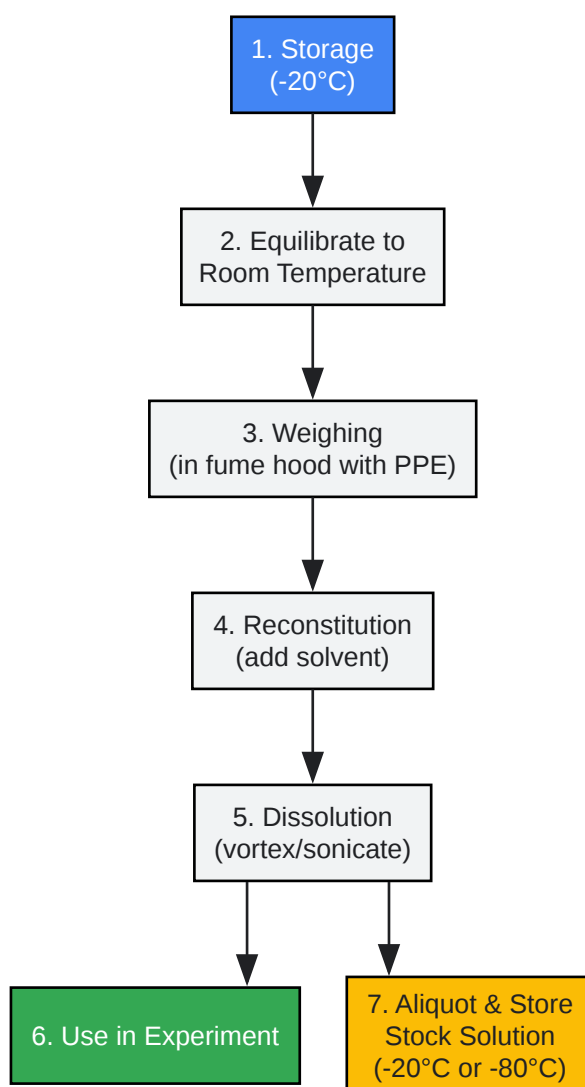 1. Storage
(-20°C)
2. Equilibrate to
Room Temperature
3. Weighing
(in fume hood with PPE)
4. Reconstitution
(add solvent)
5. Dissolution
(vortex/sonicate)
6. Use in Experiment
7. Aliquot & Store
Stock Solution
(-20°C or -80°C)